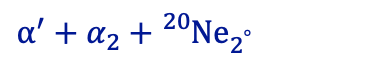 α′ + α₂ + ²⁰Ne₂°